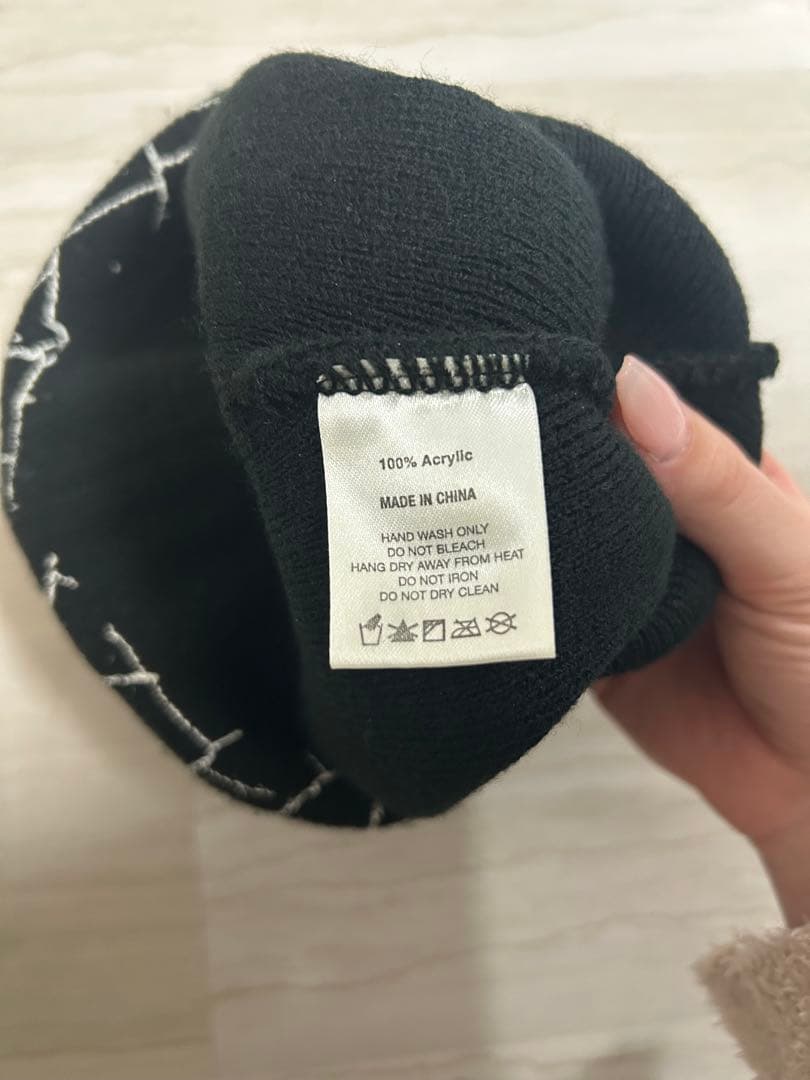 100% Acrylic
MADE IN CHINA
HAND WASH ONLY
DO NOT BLEACH
HANG DRY AWAY FROM HEAT
DO NOT IRON
DO NOT DRY CLEAN